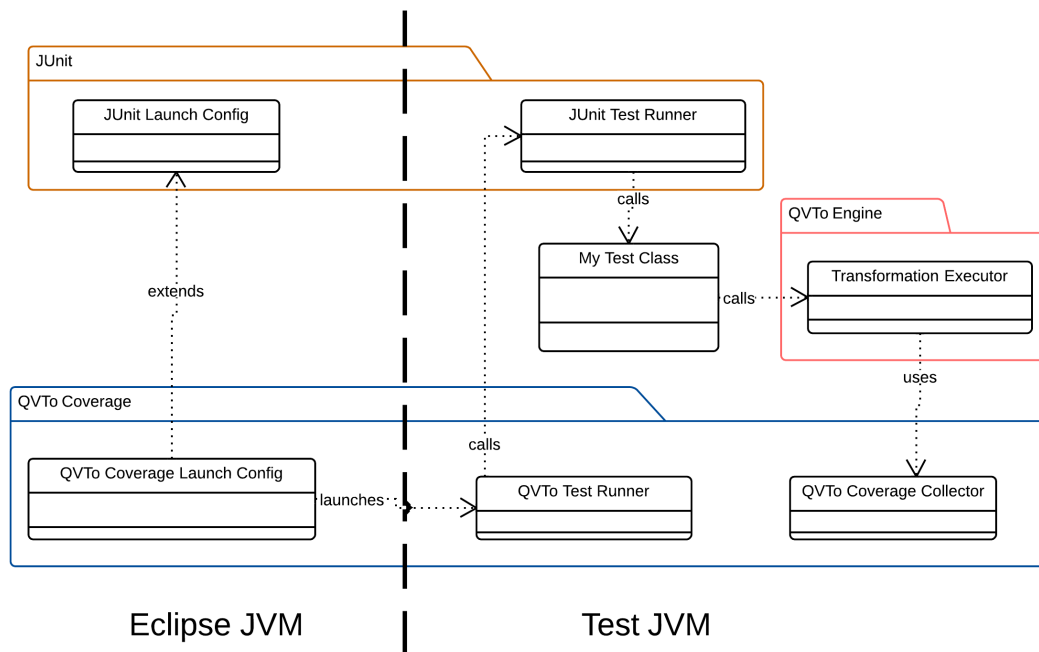 JUnit
JUnit Launch Config
JUnit Test Runner
calls
QVTo Engine
My Test Class
Transformation Executor
extends
calls
uses
QVTo Coverage
calls
QVTo Coverage Launch Config
launches
QVTo Test Runner
QVTo Coverage Collector
Eclipse JVM
Test JVM